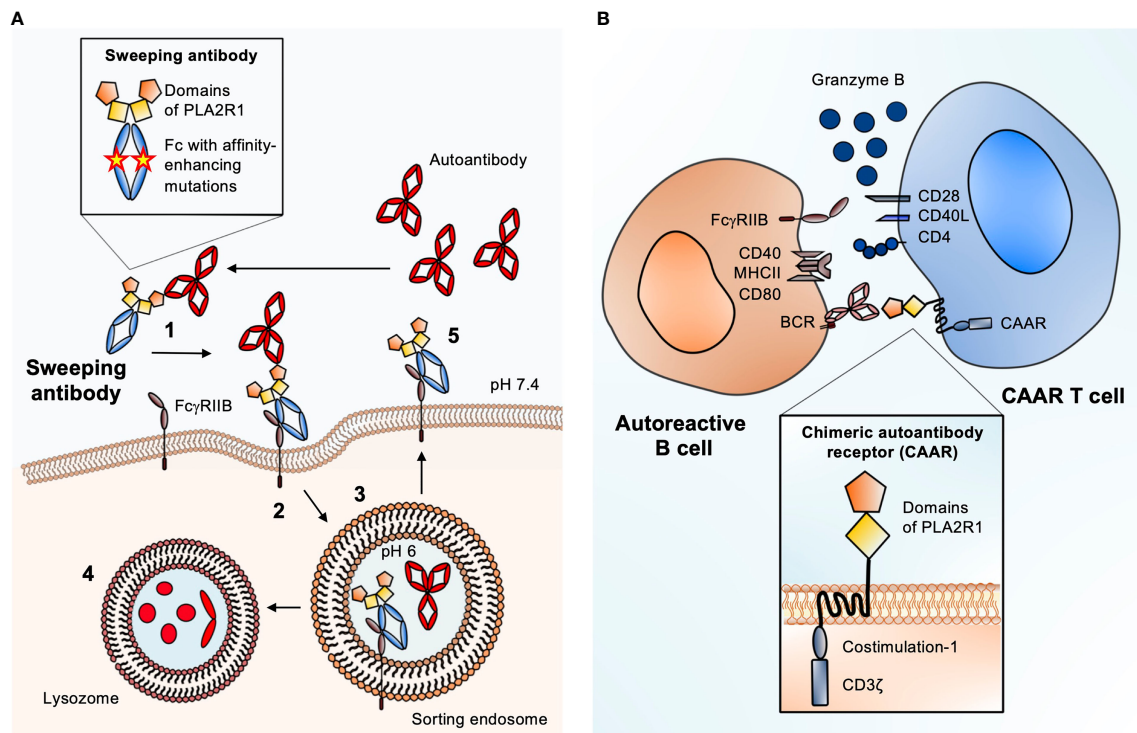 A
Sweeping antibody
Domains
of PLA2R1
Fc with affinity-
enhancing
mutations
Autoantibody
1
Sweeping
antibody
FcγRIIB
5
pH 7.4
2
3
pH 6
4
Lysozome
Sorting endosome
B
Granzyme B
CD28
CD40L
CD4
FcγRIIB
CD40
MHCII
CD80
BCR
CAAR
Autoreactive
B cell
CAAR T cell
Chimeric autoantibody
receptor (CAAR)
Domains
of PLA2R1
Costimulation-1
CD3ζ